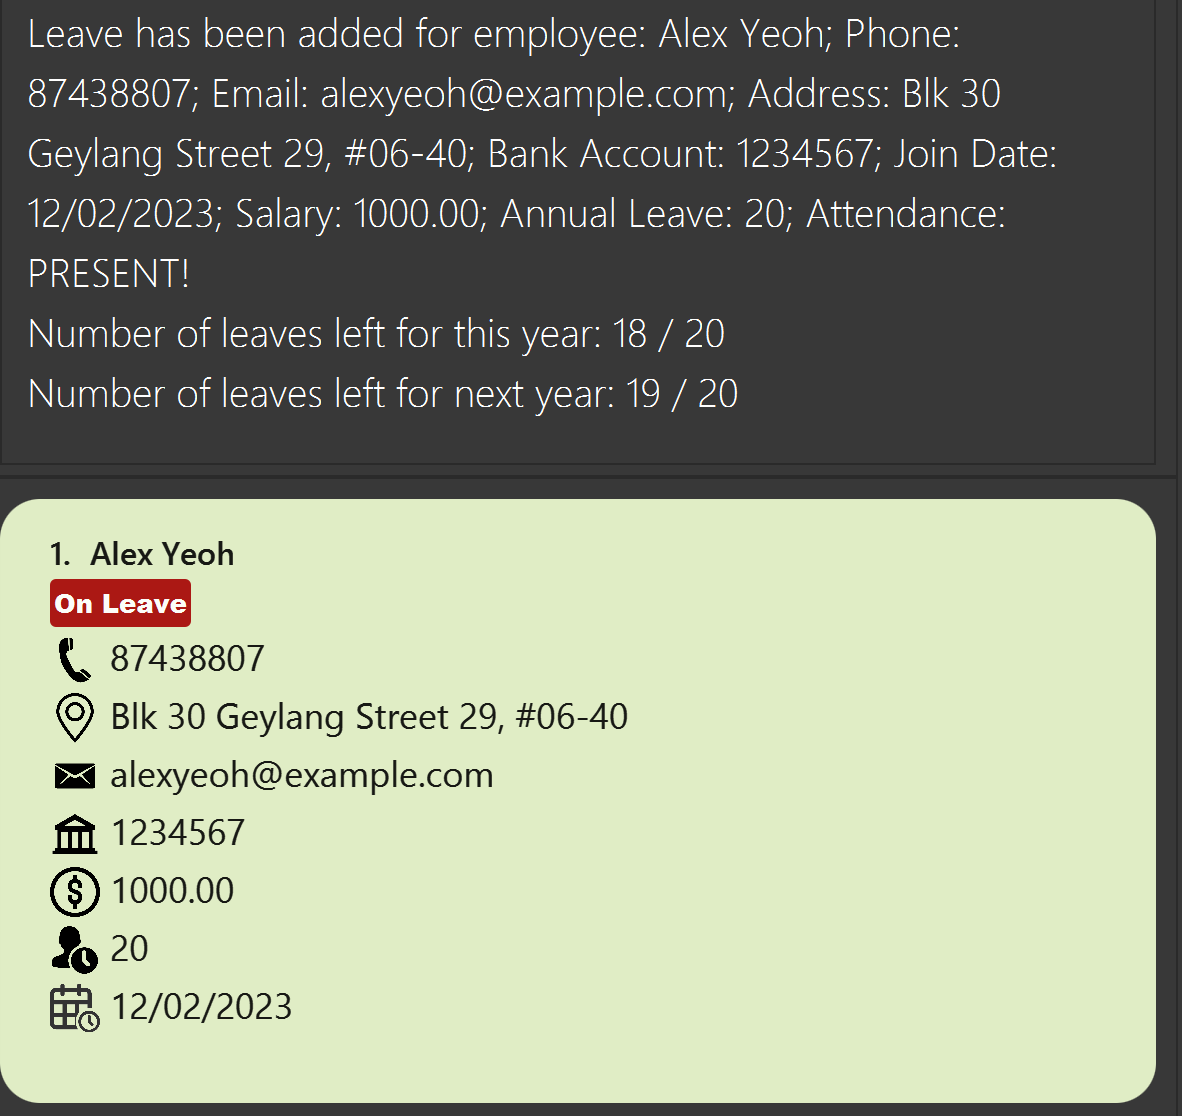 Leave has been added for employee: Alex Yeoh; Phone:
87438807; Email: alexyeoh@example.com; Address: Blk 30
Geylang Street 29, #06-40; Bank Account: 1234567; Join Date:
12/02/2023; Salary: 1000.00; Annual Leave: 20; Attendance:
PRESENT!
Number of leaves left for this year: 18 / 20
Number of leaves left for next year: 19 / 20
1. Alex Yeoh
On Leave
87438807
Blk 30 Geylang Street 29, #06-40
alexyeoh@example.com
1234567
1000.00
20
12/02/2023